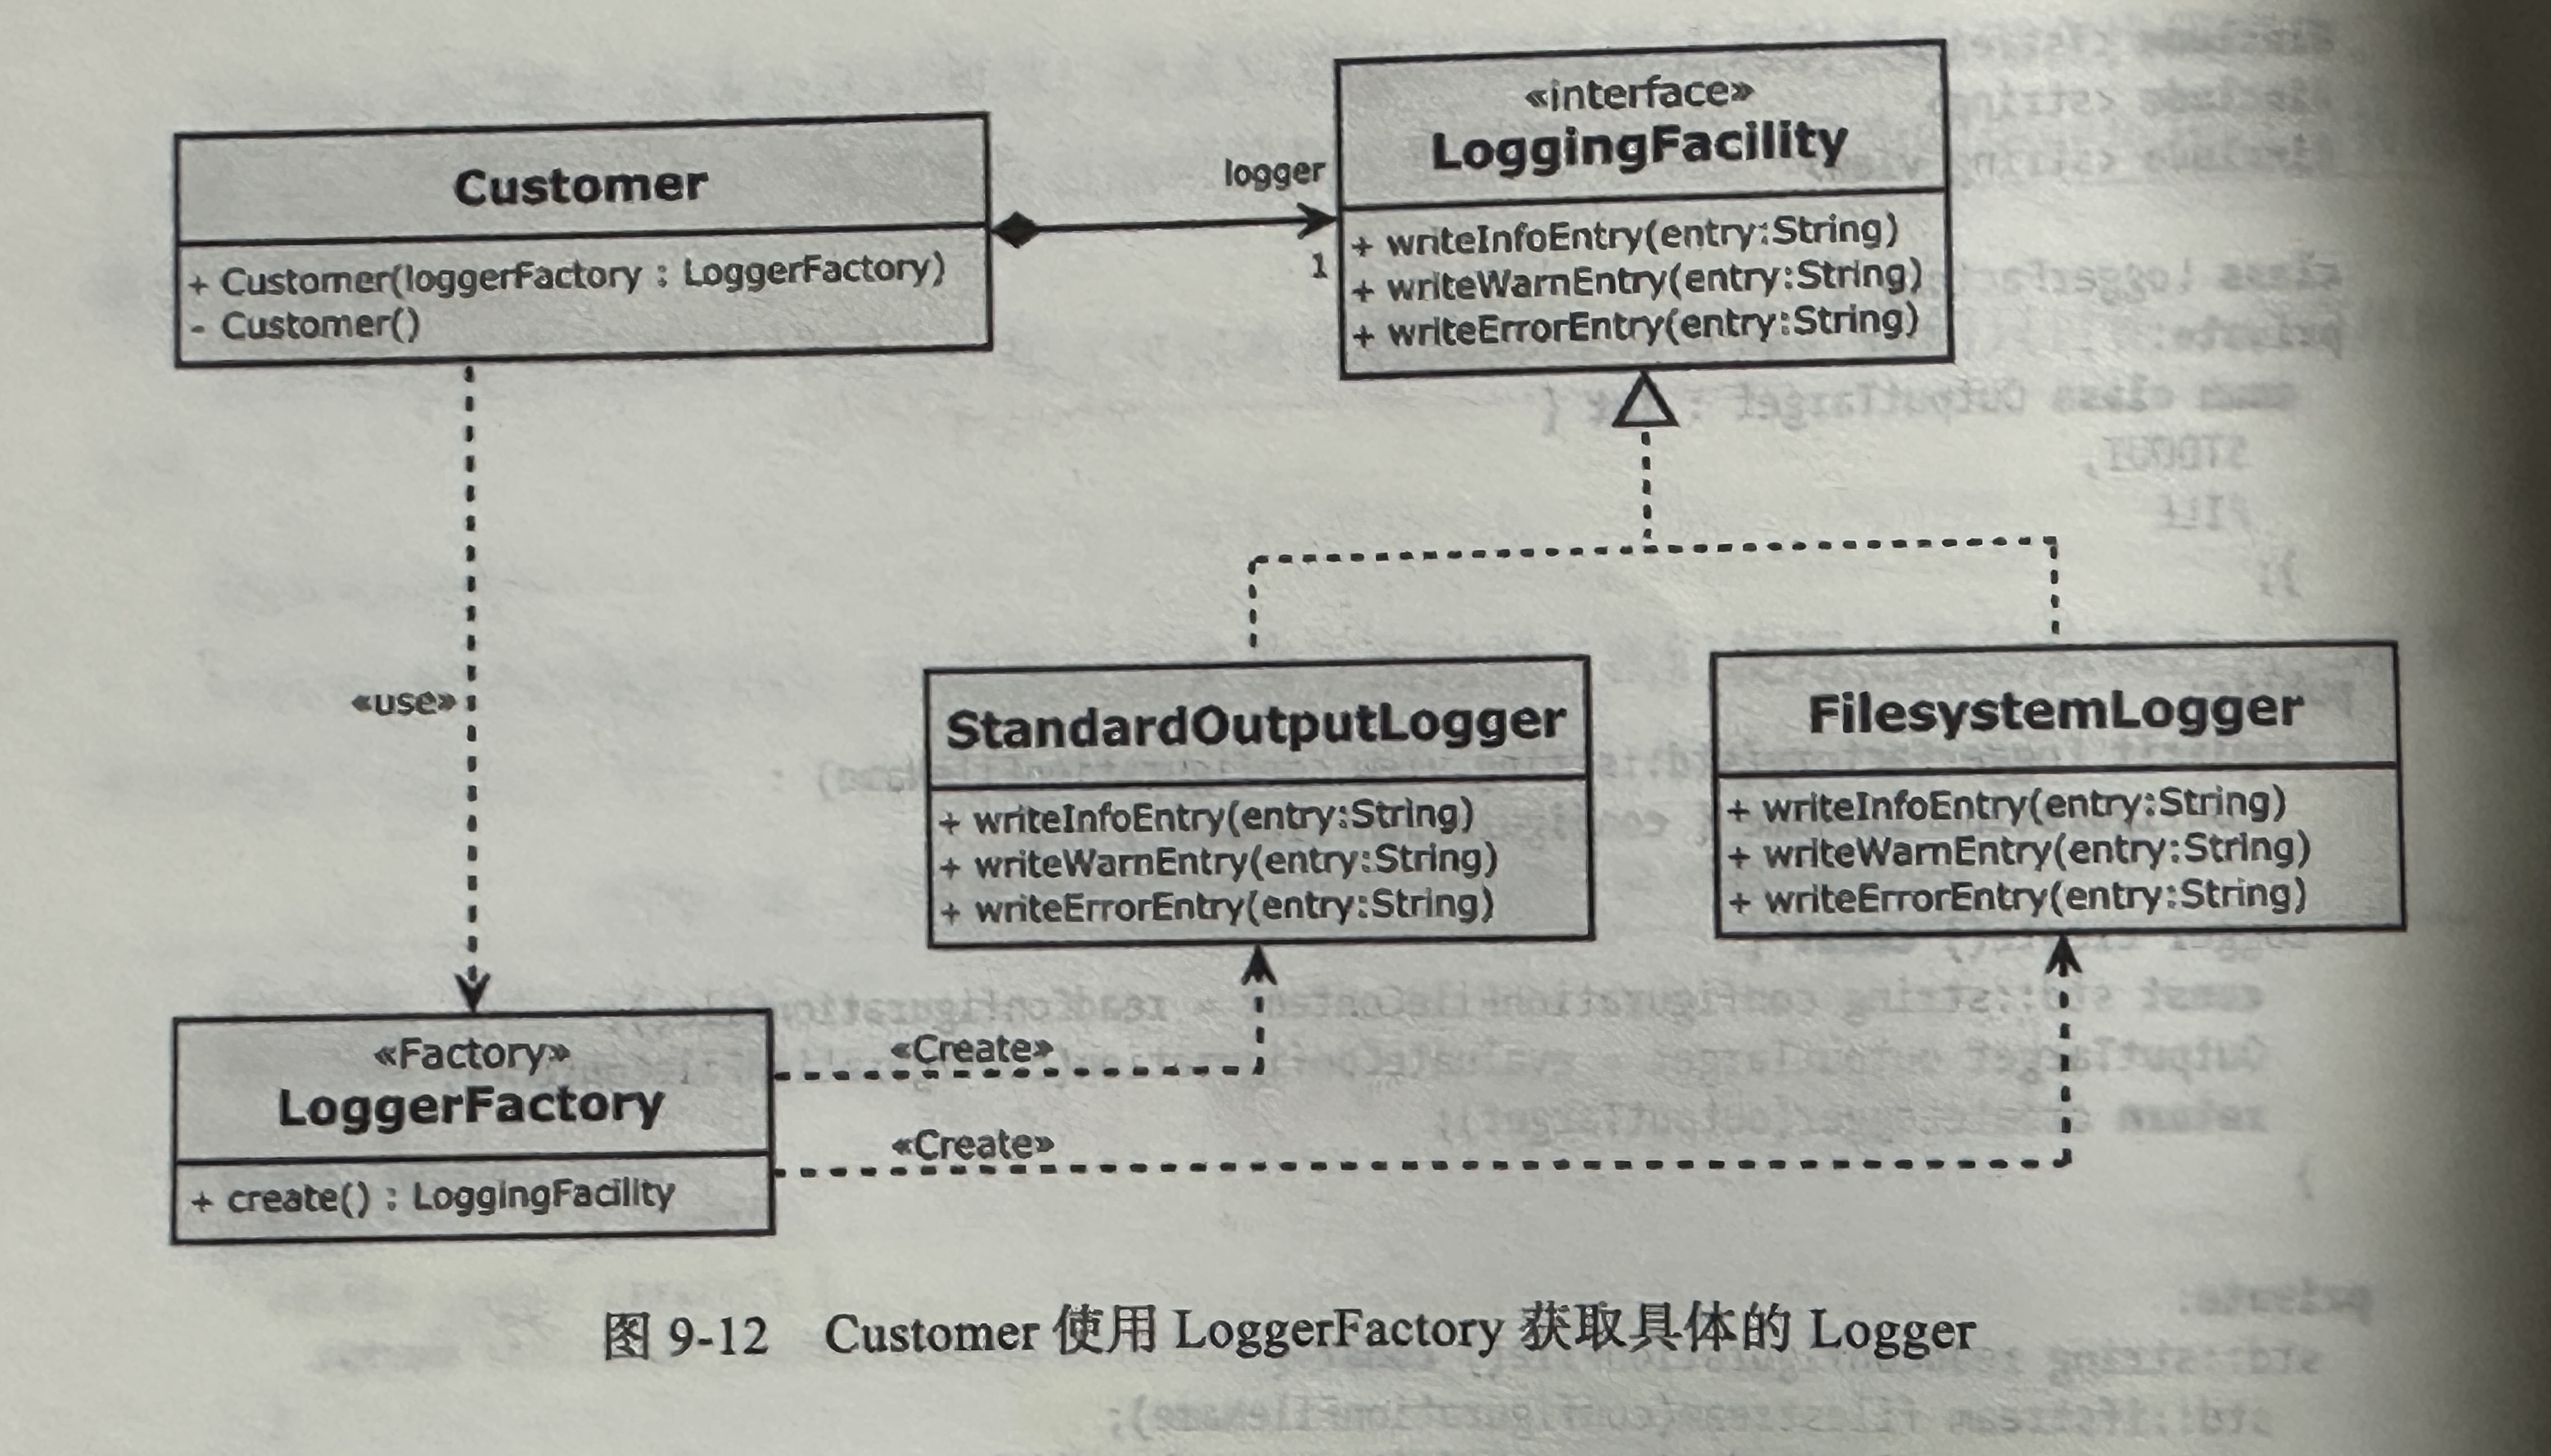 Customer
+ Customer(loggerFactory : LoggerFactory)
- Customer()
logger
1
«interface»
LoggingFacility
+ writeInfoEntry(entry:String)
+ writeWarnEntry(entry:String)
+ writeErrorEntry(entry:String)
«use»
StandardOutputLogger
+ writeInfoEntry(entry:String)
+ writeWarnEntry(entry:String)
+ writeErrorEntry(entry:String)
FilesystemLogger
+ writeInfoEntry(entry:String)
+ writeWarnEntry(entry:String)
+ writeErrorEntry(entry:String)
«Factory»
LoggerFactory
+ create() : LoggingFacility
«Create»
«Create»
图 9-12 Customer 使用 LoggerFactory 获取具体的 Logger